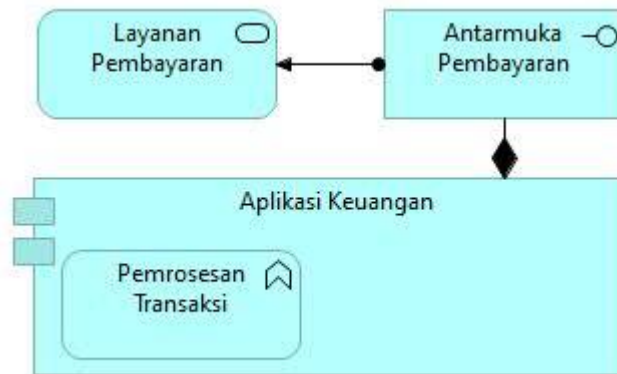 Layanan
Pembayaran
Antarmuka
Pembayaran
Aplikasi Keuangan
Pemrosesan
Transaksi